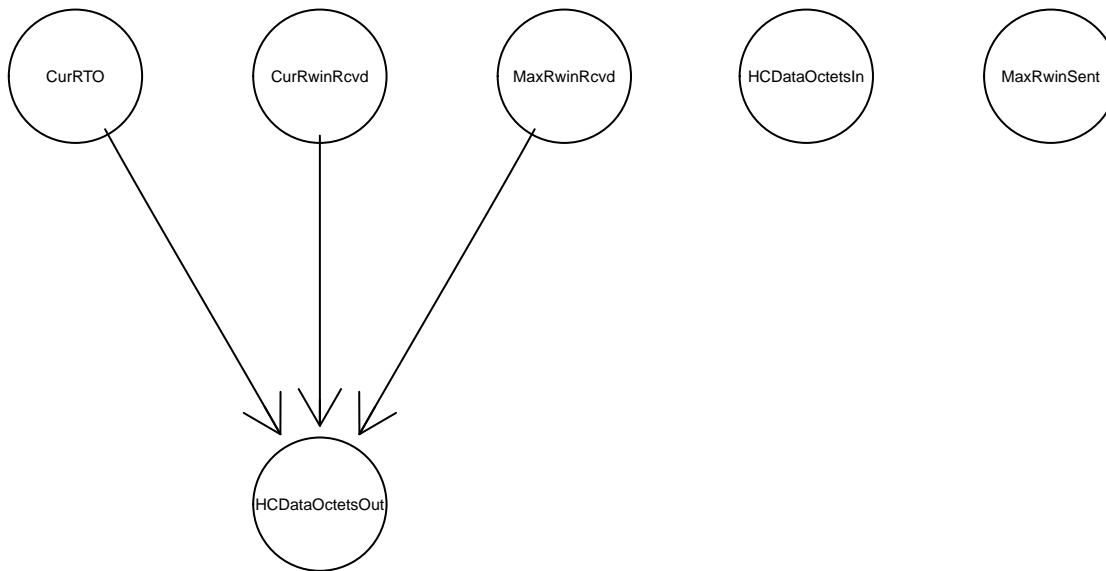 CurRTO
CurRwinRcvd
MaxRwinRcvd
HCDataOctetsIn
MaxRwinSent
HCDataOctetsOut